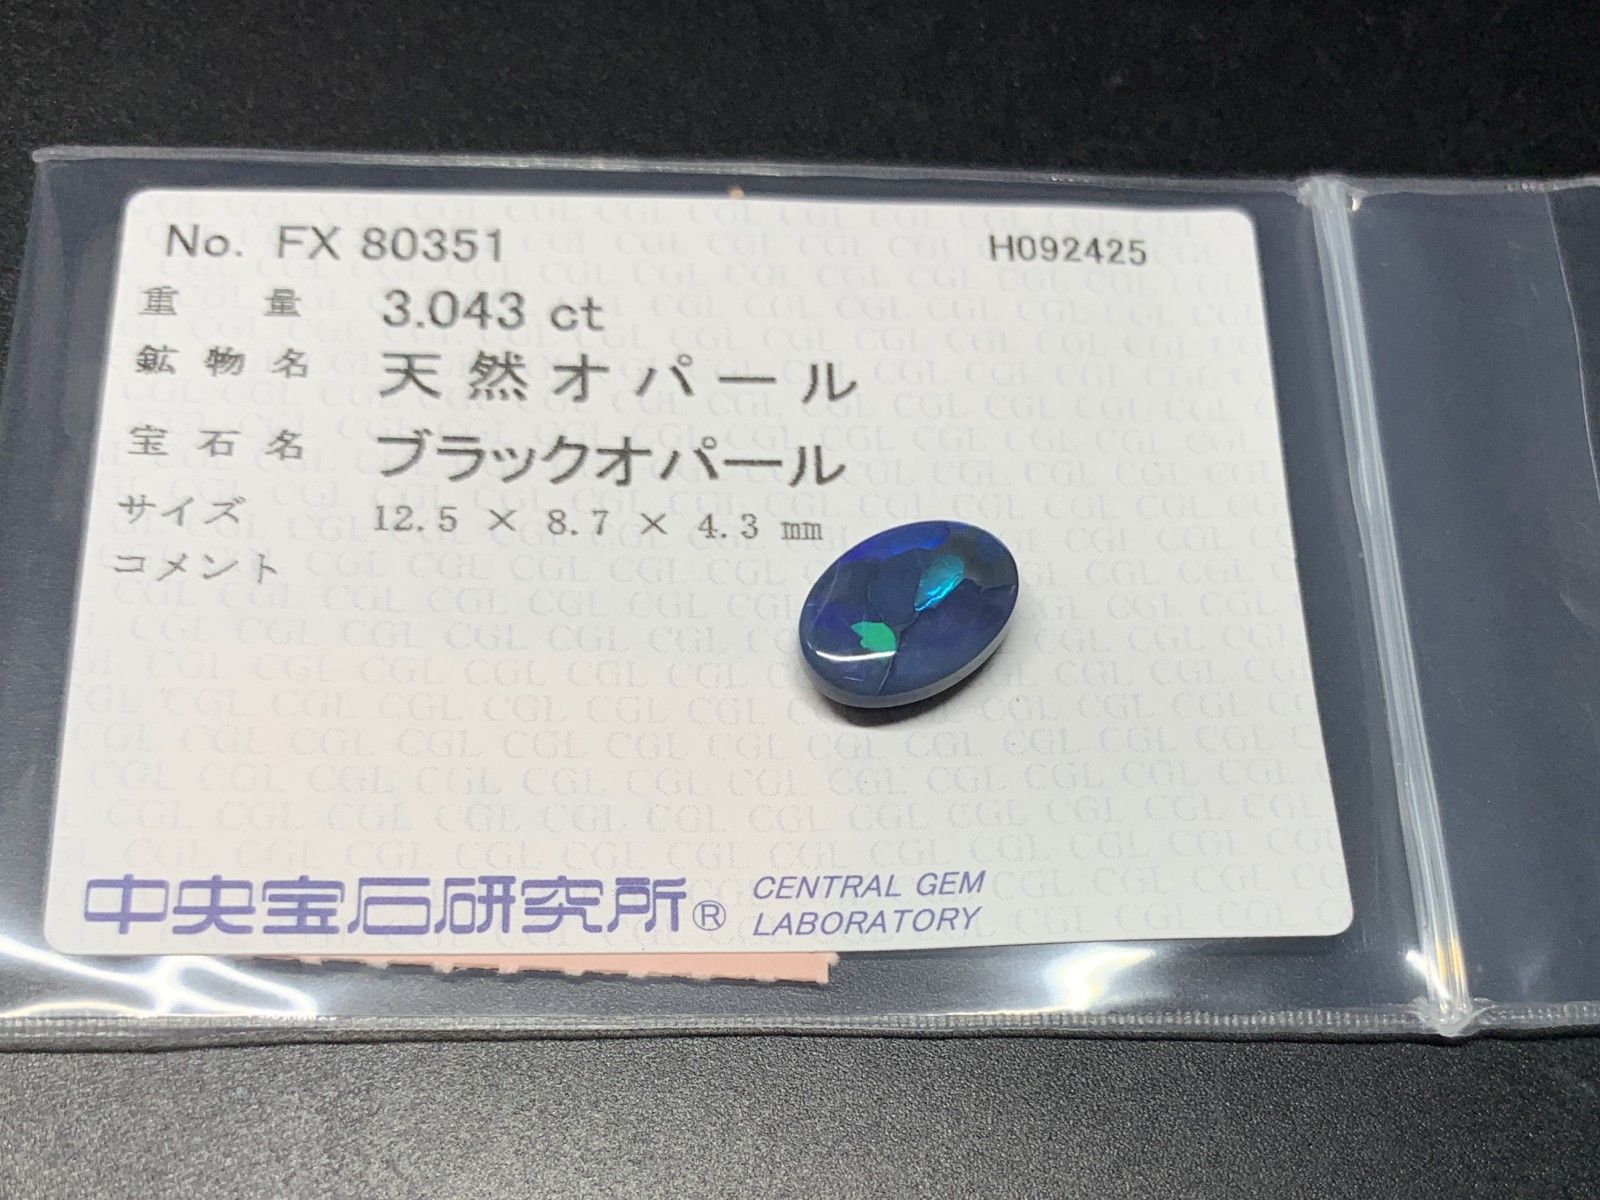 No. FX 80351 H092425
重量 3.043 ct
鉱物名 天然オパール
宝石名 ブラックオパール
サイズ 12.5 × 8.7 × 4.3 mm
コメント
中央宝石研究所® CENTRAL GEM
LABORATORY